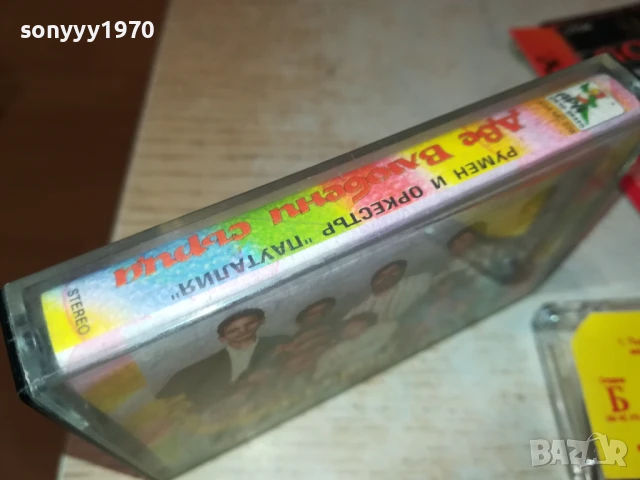 sonyyy1970
РУМЕН И ОРКЕСТЪР "ПАУТАЛИЯ"
Две Влюбени сърца
STEREO
Б
BAZAR